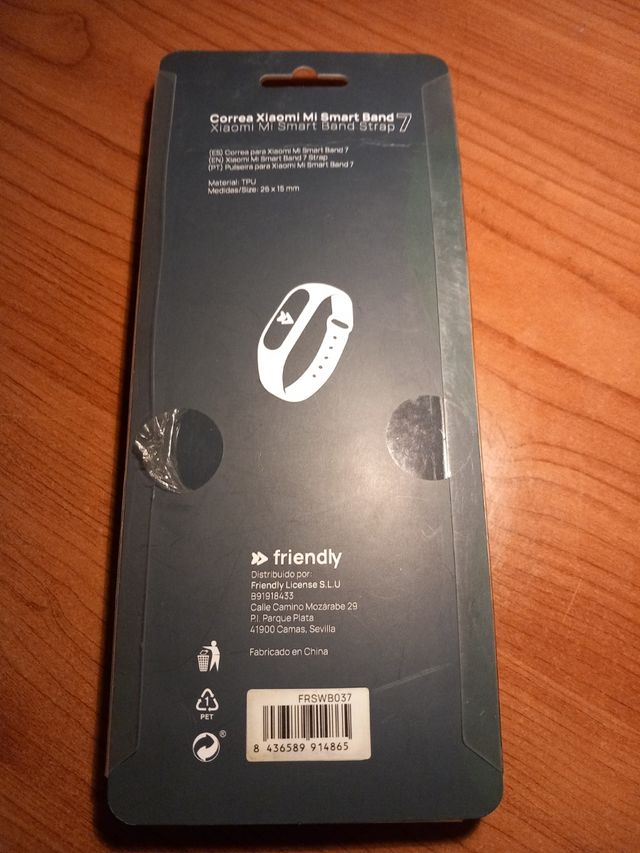 Correa Xiaomi Mi Smart Band 7
Xiaomi Mi Smart Band Strap
(ES) Correa para Xiaomi Mi Smart Band 7
(EN) Xiaomi Mi Smart Band 7 Strap
(PT) Pulseira para Xiaomi Mi Smart Band 7
Material: TPU
Medidas/Size: 26 x 15 mm
friendly
Distribuido por:
Friendly License S.L.U
B91918433
Calle Camino Mozárabe 29
P.I. Parque Plata
41900 Camas, Sevilla
Fabricado en China
1
PET
®
FRSWB037
8 436589 914865